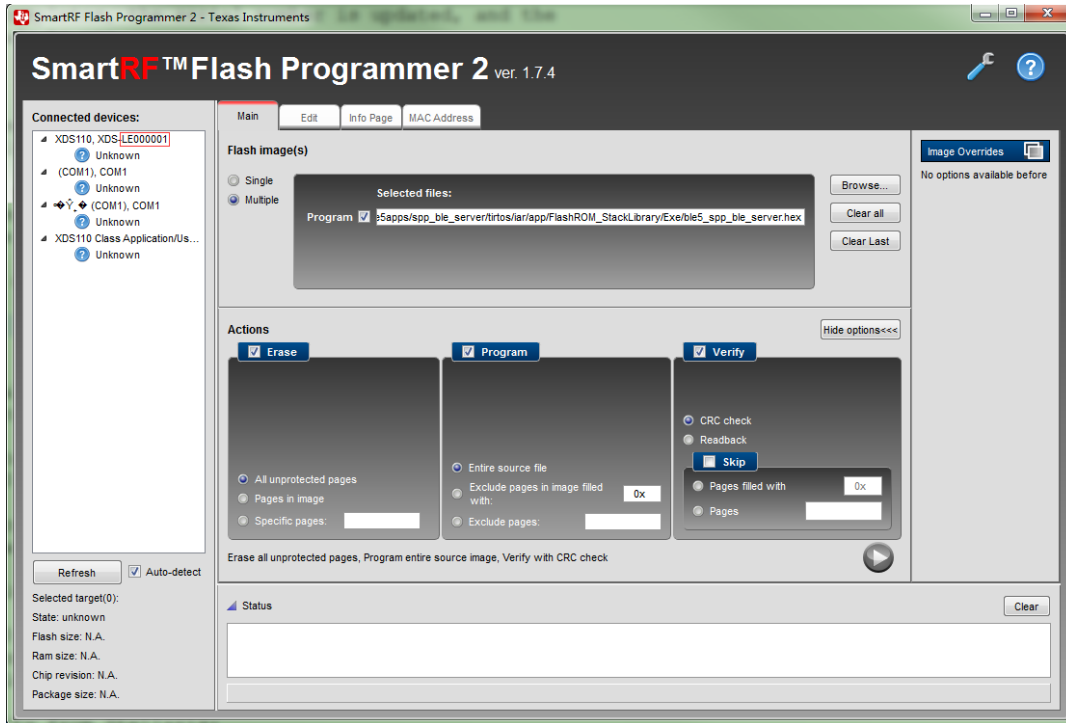 SmartRF Flash Programmer 2 - Texas Instruments
is updated, and the
SmartRF™Flash Programmer 2 ver. 1.7.4
Connected devices:
XDS110, XDS-LE000001
Unknown
(COM1), COM1
Unknown
(COM1), COM1
Unknown
XDS110 Class Application/Us...
Unknown
Refresh
Auto-detect
Selected target(0):
State: unknown
Flash size: N.A.
Ram size: N.A.
Chip revision: N.A.
Package size: N.A.
Main
Edit
Info Page
MAC Address
Flash image(s)
Single
Multiple
Selected files:
Program
5apps/spp_ble_server/tirtos/iar/app/FlashROM_StackLibrary/Exe/ble5_spp_ble_server.hex
Browse...
Clear all
Clear Last
Actions
Hide options<<<
Erase
All unprotected pages
Pages in image
Specific pages:
Program
Entire source file
Exclude pages in image filled
with:
0x
Exclude pages:
Verify
CRC check
Readback
Skip
Pages filled with
0x
Pages
Erase all unprotected pages, Program entire source image, Verify with CRC check
Status
Clear
Image Overrides
No options available before